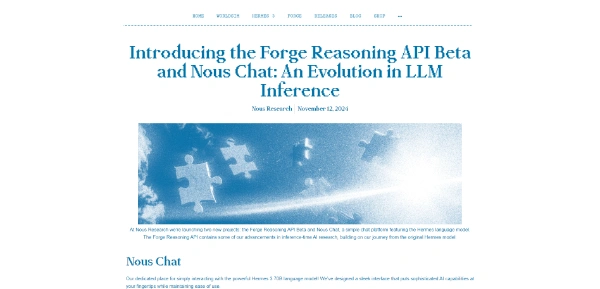 HOME WORLDSIM HERMES 3 FORGE RELEASES BLOG SHOP
Introducing the Forge Reasoning API Beta
and Nous Chat: An Evolution in LLM
Inference
Nous Research November 12, 2024
At Nous Research we're launching two new projects: the Forge Reasoning API Beta and Nous Chat, a simple chat platform featuring the Hermes language model.
The Forge Reasoning API contains some of our advancements in inference-time AI research, building on our journey from the original Hermes model.
Nous Chat
Our dedicated place for simply interacting with the powerful Hermes 3 70B language model! We've designed a sleek interface that puts sophisticated AI capabilities at
your fingertips while maintaining ease of use.